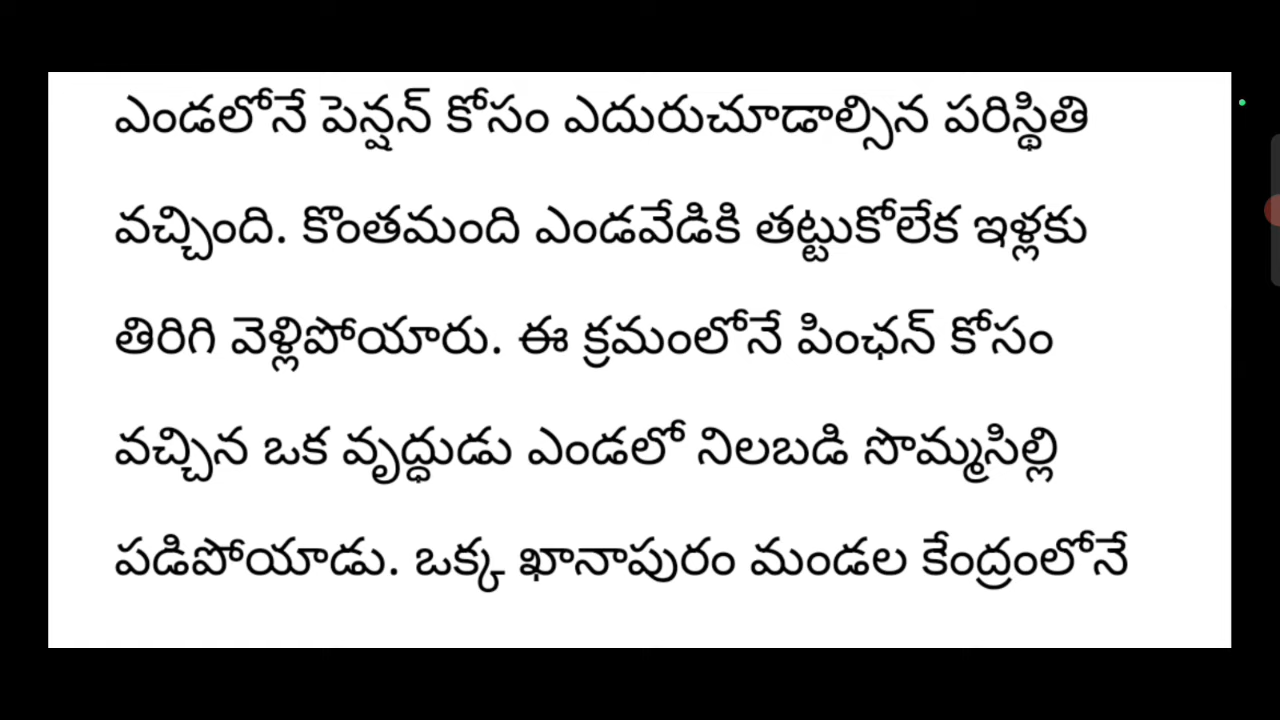 ఎండలోనే పెన్షన్ కోసం ఎదురుచూడాల్సిన పరిస్థితి
వచ్చింది. కొంతమంది ఎండవేడికి తట్టుకోలేక ఇళ్లకు
తిరిగి వెళ్లిపోయారు. ఈ క్రమంలోనే పింఛన్ కోసం
వచ్చిన ఒక వృద్ధుడు ఎండలో నిలబడి సొమ్మసిల్లి
పడిపోయాడు. ఒక్క ఖానాపురం మండల కేంద్రంలోనే